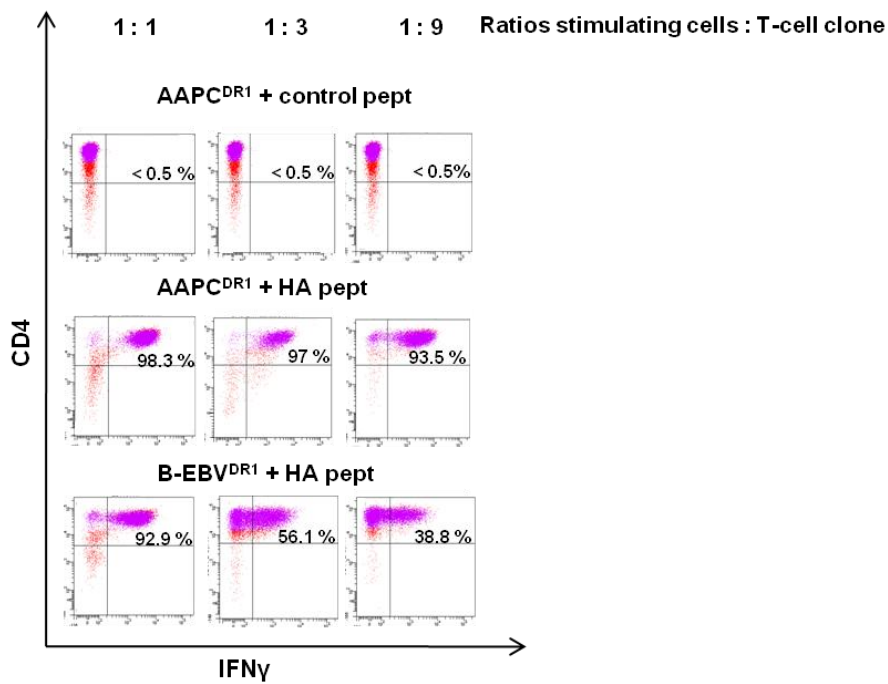 1 : 1 1 : 3 1 : 9 Ratios stimulating cells : T-cell clone
AAPCDR1 + control pept
< 0.5 % < 0.5 % < 0.5%
AAPCDR1 + HA pept
98.3 % 97 % 93.5 %
B-EBVDR1 + HA pept
92.9 % 56.1 % 38.8 %
CD4
IFNγ